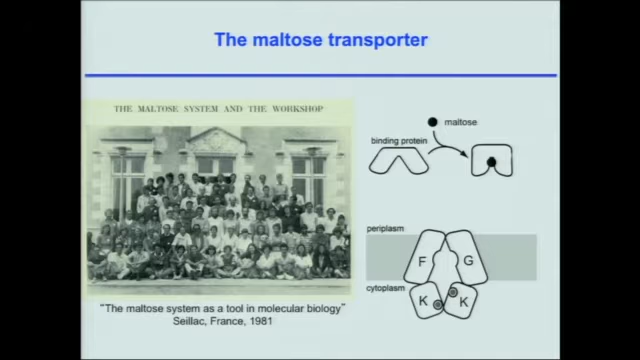 The maltose transporter
THE MALTOSE SYSTEM AND THE WORKSHOP
"The maltose system as a tool in molecular biology"
Seillac, France, 1981
maltose
binding protein
periplasm
F G
cytoplasm
K K